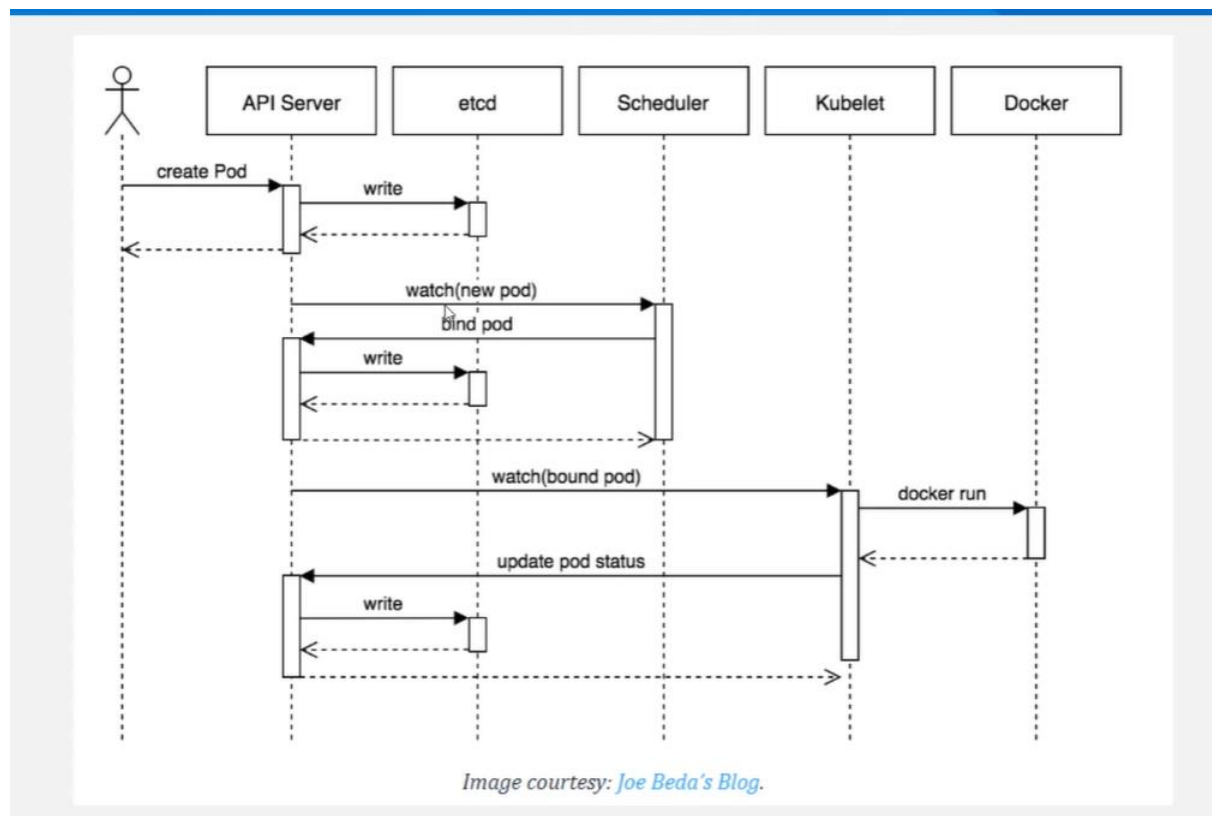 API Server
etcd
Scheduler
Kubelet
Docker
create Pod
write
watch(new pod)
bind pod
write
watch(bound pod)
docker run
update pod status
write
Image courtesy: Joe Beda's Blog.